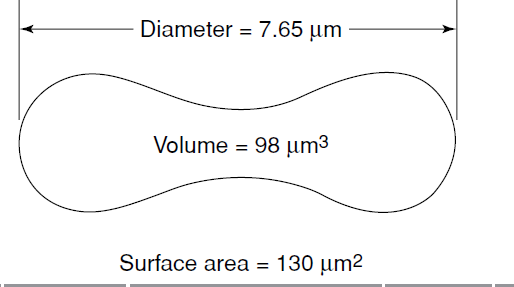 Diameter = 7.65 μm
Volume = 98 μm3
Surface area = 130 μm2